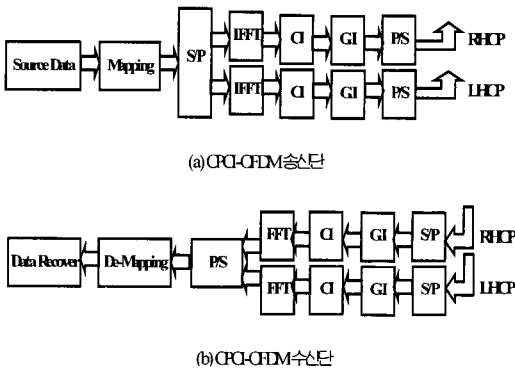 IFFT CI GI P/S RHCP
Source Data Mapping S/P
IFFT CI GI P/S LHCP
(a) CPCI-OFDM 송신단
FFT CI GI S/P RHCP
Data Recover De-Mapping P/S
FFT CI GI S/P LHCP
(b) CPCI-OFDM 수신단